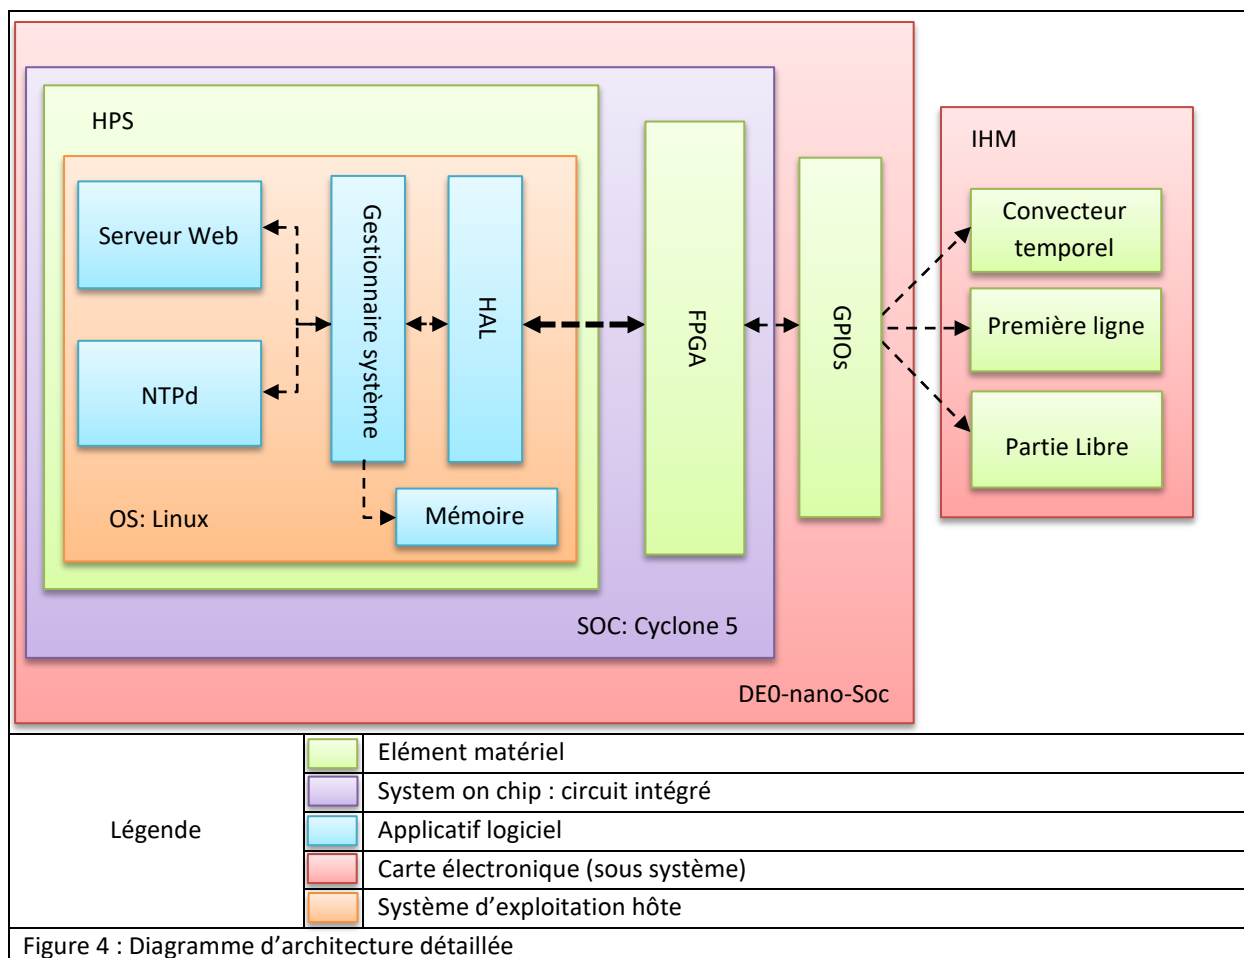 HPS
IHM
Serveur Web
Gestionnaire système
HAL
FPGA
GPIOs
Convecteur
temporel
Première ligne
NTPd
Partie Libre
OS: Linux
Mémoire
SOC: Cyclone 5
DE0-nano-Soc
Légende
Elément matériel
System on chip : circuit intégré
Applicatif logiciel
Carte électronique (sous système)
Système d’exploitation hôte
Figure 4 : Diagramme d’architecture détaillée